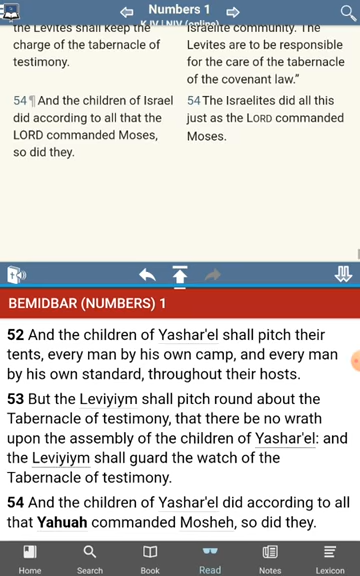 Numbers 1
KJV | NIV (online)
the Levites shall keep the
charge of the tabernacle of
testimony.
54 ¶ And the children of Israel
did according to all that the
LORD commanded Moses,
so did they.
Israelite community. The
Levites are to be responsible
for the care of the tabernacle
of the covenant law.”
54 The Israelites did all this
just as the LORD commanded
Moses.
BEMIDBAR (NUMBERS) 1
52 And the children of Yashar'el shall pitch their
tents, every man by his own camp, and every man
by his own standard, throughout their hosts.
53 But the Leviyiym shall pitch round about the
Tabernacle of testimony, that there be no wrath
upon the assembly of the children of Yashar'el: and
the Leviyiym shall guard the watch of the
Tabernacle of testimony.
54 And the children of Yashar'el did according to all
that Yahuah commanded Mosheh, so did they.
Home
Search
Book
Read
Notes
Lexicon